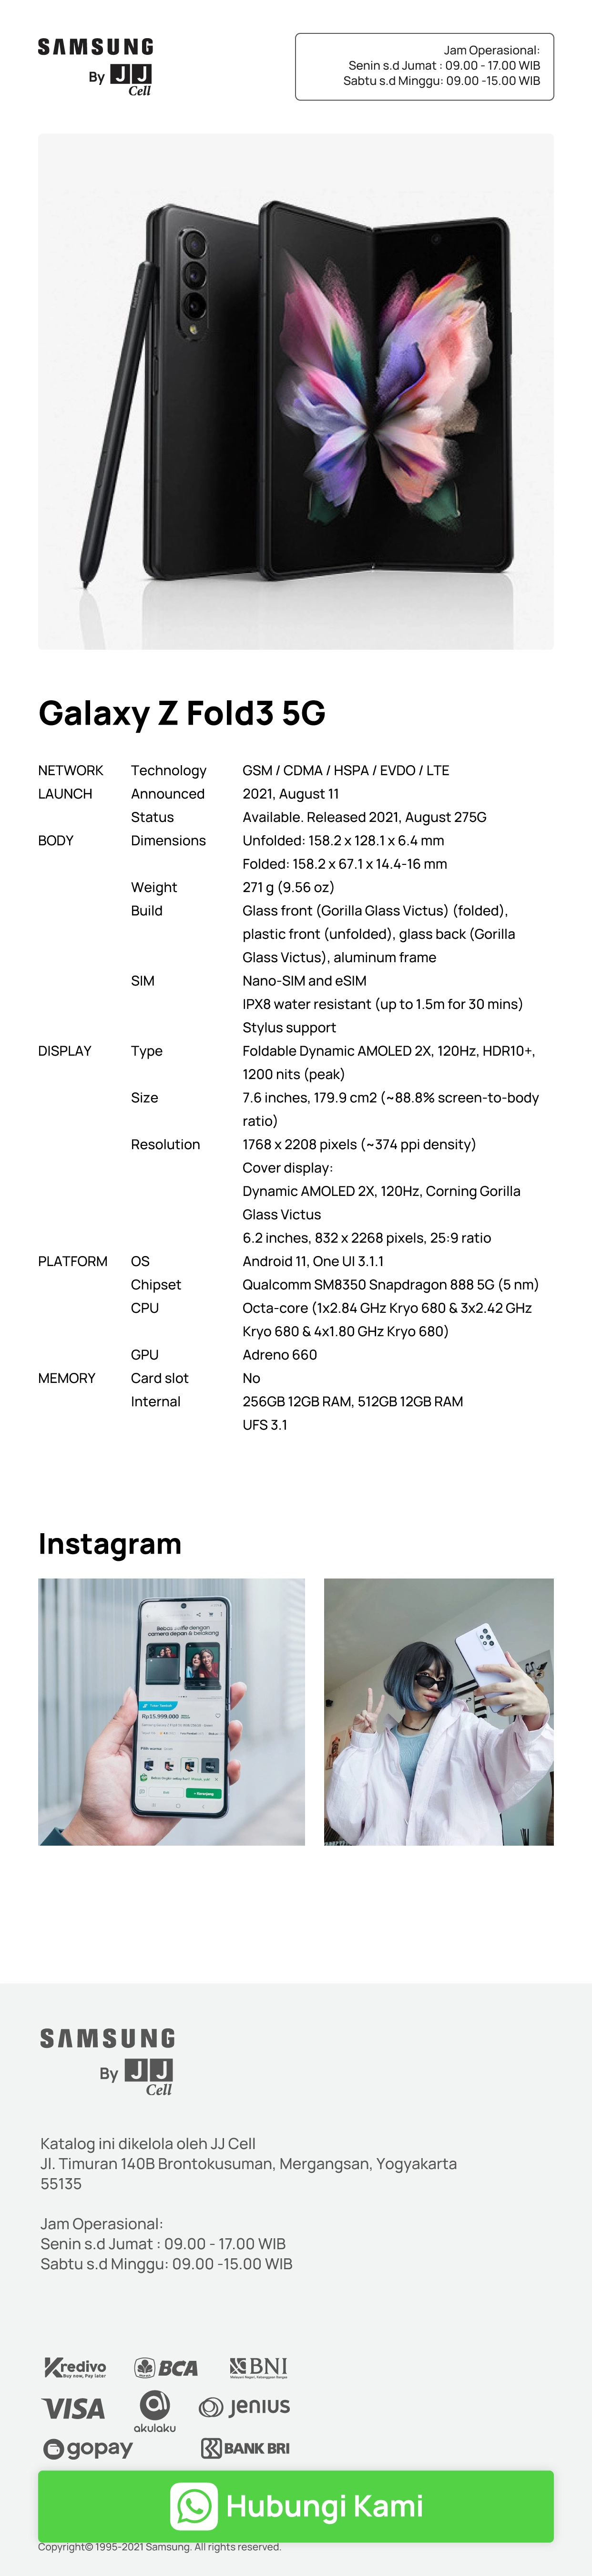 SAMSUNG
By JJ
Cell
Jam Operasional:
Senin s.d Jumat : 09.00 - 17.00 WIB
Sabtu s.d Minggu: 09.00 -15.00 WIB
Galaxy Z Fold3 5G
NETWORK Technology GSM / CDMA / HSPA / EVDO / LTE
LAUNCH Announced 2021, August 11
Status Available. Released 2021, August 275G
BODY Dimensions Unfolded: 158.2 x 128.1 x 6.4 mm
Folded: 158.2 x 67.1 x 14.4-16 mm
Weight 271 g (9.56 oz)
Build Glass front (Gorilla Glass Victus) (folded),
plastic front (unfolded), glass back (Gorilla
Glass Victus), aluminum frame
SIM Nano-SIM and eSIM
IPX8 water resistant (up to 1.5m for 30 mins)
Stylus support
DISPLAY Type Foldable Dynamic AMOLED 2X, 120Hz, HDR10+,
1200 nits (peak)
Size 7.6 inches, 179.9 cm2 (~88.8% screen-to-body
ratio)
Resolution 1768 x 2208 pixels (~374 ppi density)
Cover display:
Dynamic AMOLED 2X, 120Hz, Corning Gorilla
Glass Victus
6.2 inches, 832 x 2268 pixels, 25:9 ratio
PLATFORM OS Android 11, One UI 3.1.1
Chipset Qualcomm SM8350 Snapdragon 888 5G (5 nm)
CPU Octa-core (1x2.84 GHz Kryo 680 & 3x2.42 GHz
Kryo 680 & 4x1.80 GHz Kryo 680)
GPU Adreno 660
MEMORY Card slot No
Internal 256GB 12GB RAM, 512GB 12GB RAM
UFS 3.1
Instagram
Bebas selfie dengan
camera depan & belakang
Rp15.999.000
+ Keranjang
SAMSUNG
By JJ
Cell
Katalog ini dikelola oleh JJ Cell
Jl. Timuran 140B Brontokusuman, Mergangsan, Yogyakarta
55135
Jam Operasional:
Senin s.d Jumat : 09.00 - 17.00 WIB
Sabtu s.d Minggu: 09.00 -15.00 WIB
Kredivo BCA BNI
Buy now, Pay later
VISA akulaku Jenius
gopay BANK BRI
Hubungi Kami
Copyright© 1995-2021 Samsung. All rights reserved.